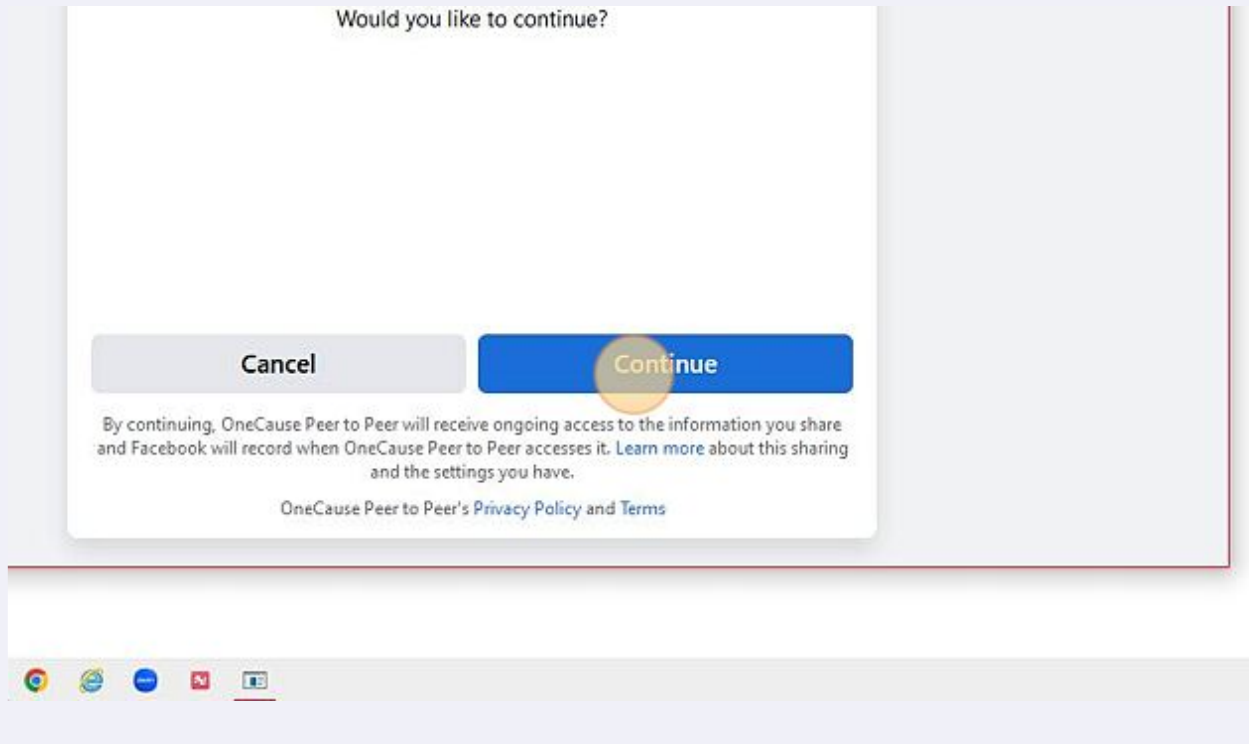 Would you like to continue?
Cancel
Continue
By continuing, OneCause Peer to Peer will receive ongoing access to the information you share
and Facebook will record when OneCause Peer to Peer accesses it. Learn more about this sharing
and the settings you have.
OneCause Peer to Peer's Privacy Policy and Terms